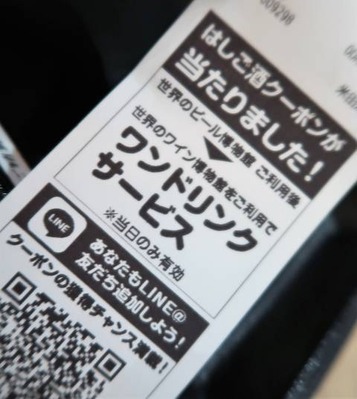 009298
はしご酒クーポンが
当たりました!
世界のビール博物館 ご利用後
世界のワイン博物館をご利用で
ワンドリンク
サービス
※当日のみ有効
LINE
あなたもLINE@
友だち追加しよう!
クーポンの獲得チャンス満載!